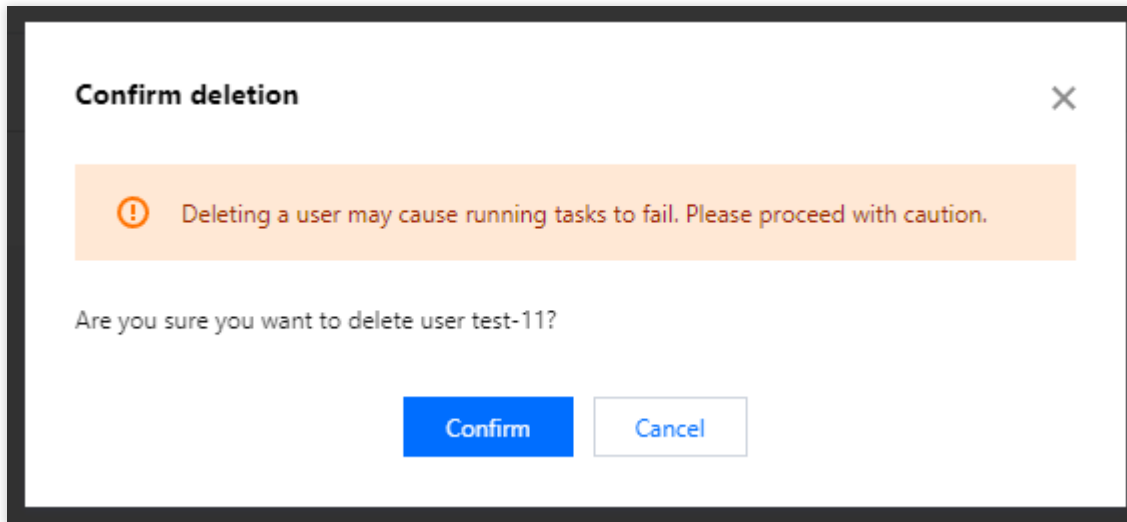 Confirm deletion
Deleting a user may cause running tasks to fail. Please proceed with caution.
Are you sure you want to delete user test-11?
Confirm
Cancel